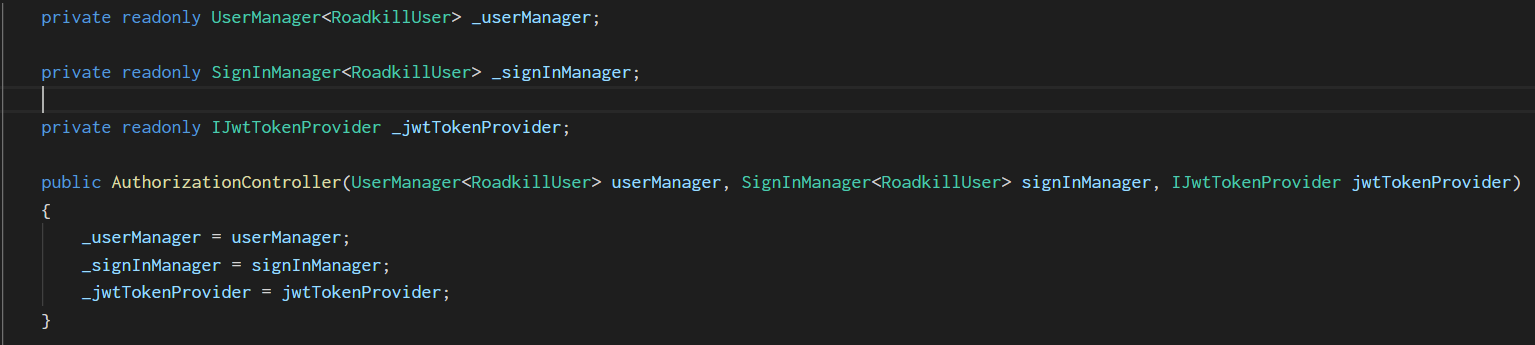 private readonly UserManager<RoadkillUser> _userManager;
private readonly SignInManager<RoadkillUser> _signInManager;
private readonly IJwtTokenProvider _jwtTokenProvider;
public AuthorizationController(UserManager<RoadkillUser> userManager, SignInManager<RoadkillUser> signInManager, IJwtTokenProvider jwtTokenProvider)
{
    _userManager = userManager;
    _signInManager = signInManager;
    _jwtTokenProvider = jwtTokenProvider;
}